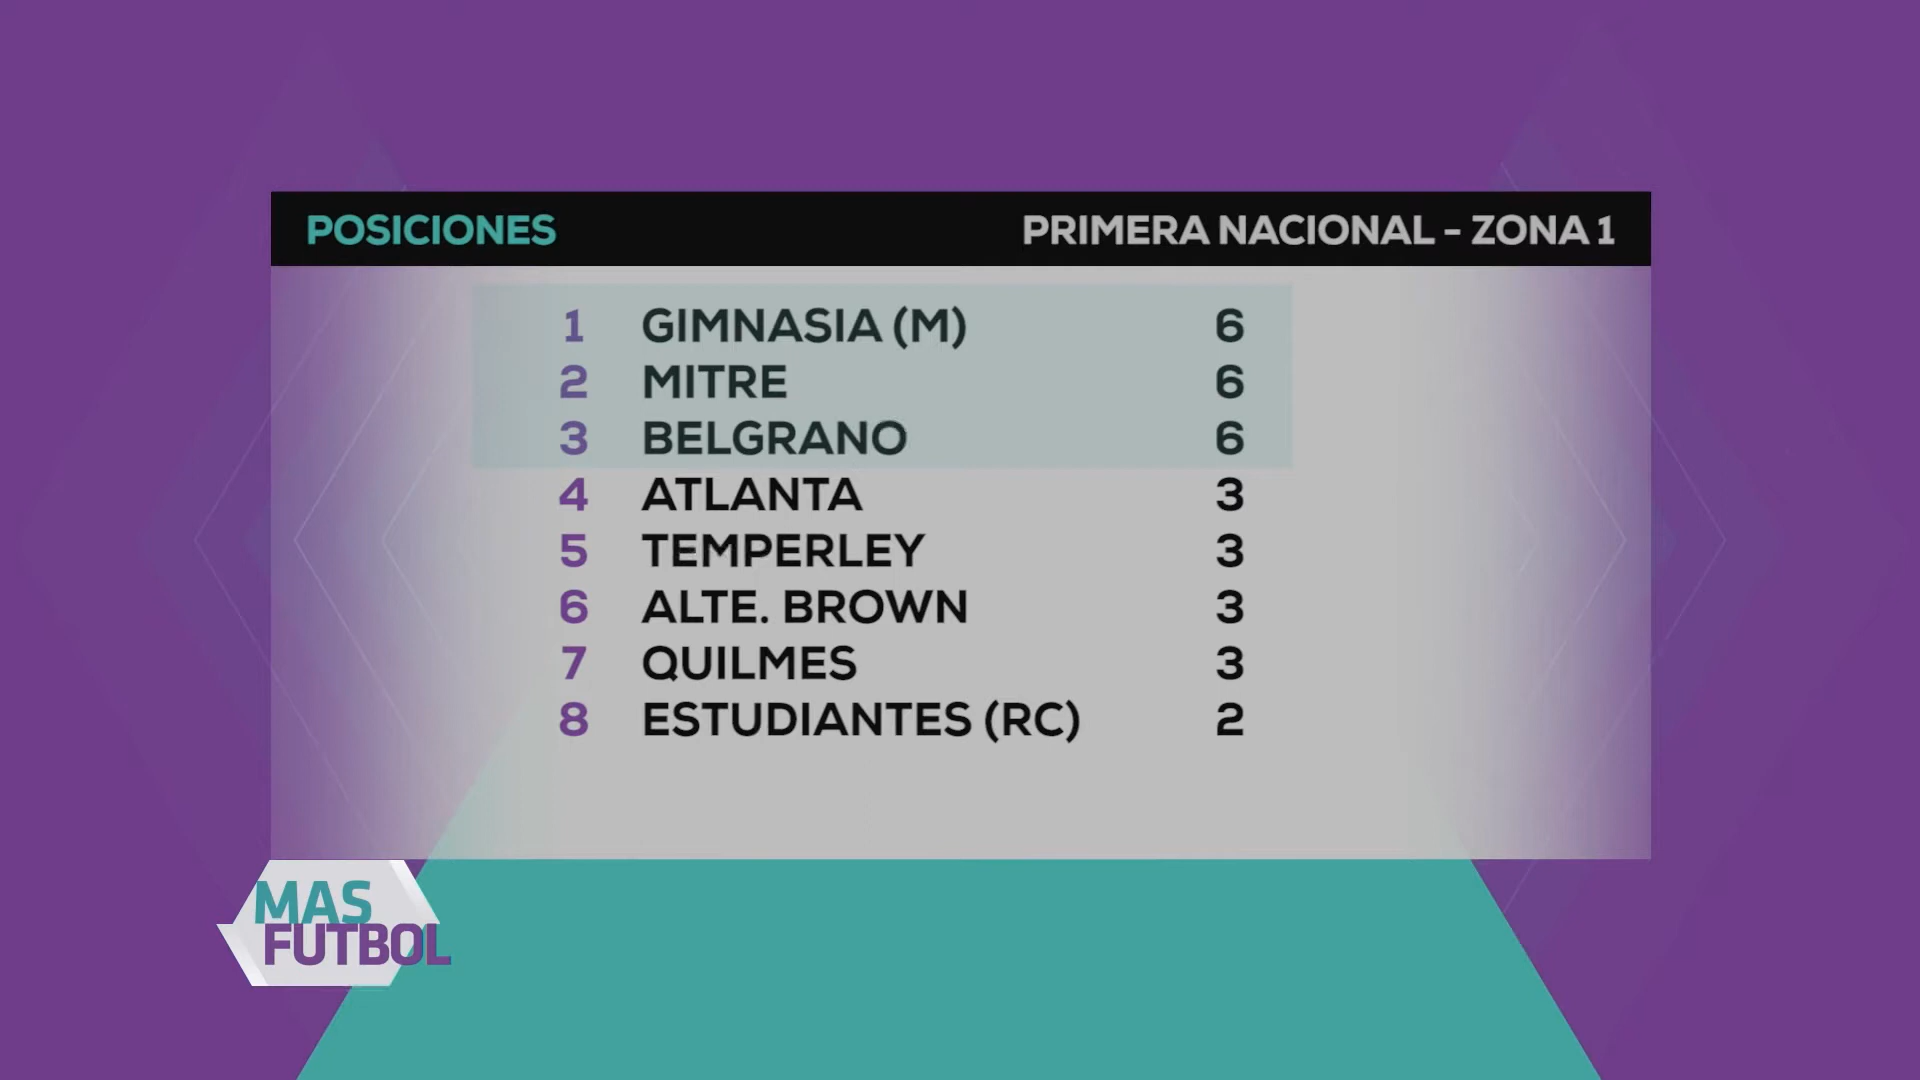 POSICIONES PRIMERA NACIONAL - ZONA 1
1 GIMNASIA (M) 6
2 MITRE 6
3 BELGRANO 6
4 ATLANTA 3
5 TEMPERLEY 3
6 ALTE. BROWN 3
7 QUILMES 3
8 ESTUDIANTES (RC) 2
MAS
FUTBOL